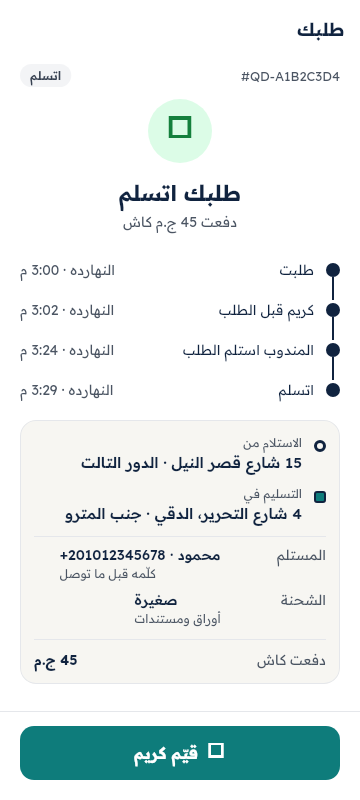 طلبك
#QD-A1B2C3D4 اتسلم
طلبك اتسلم
دفعت 45 ج.م كاش
طلبت النهارده · 3:00 م
كريم قبل الطلب النهارده · 3:02 م
المندوب استلم الطلب النهارده · 3:24 م
اتسلم النهارده · 3:29 م
الاستلام من
15 شارع قصر النيل · الدور التالت
التسليم في
4 شارع التحرير، الدقي · جنب المترو
المستلم محمود · 201012345678+
كلّمه قبل ما توصل
الشحنة صغيرة
أوراق ومستندات
دفعت كاش 45 ج.م
قيّم كريم